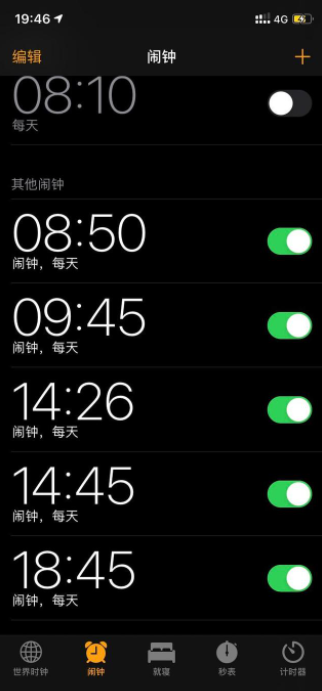 19:46
4G
编辑
闹钟
+
08:10
每天
其他闹钟
08:50
闹钟，每天
09:45
闹钟，每天
14:26
闹钟，每天
14:45
闹钟，每天
18:45
闹钟，每天
世界时钟
闹钟
就寝
秒表
计时器